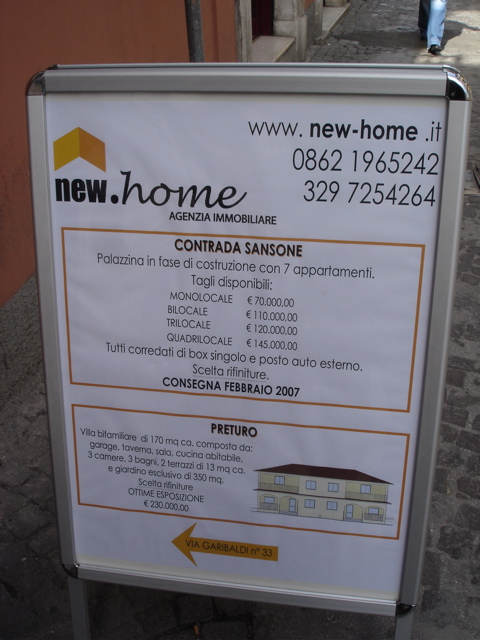 www. new-home .it
0862 1965242
329 7254264
new.home
AGENZIA IMMOBILIARE
CONTRADA SANSONE
Palazzina in fase di costruzione con 7 appartamenti.
Tagli disponibili:
MONOLOCALE € 70.000,00
BILOCALE € 110.000,00
TRILOCALE € 120.000,00
QUADRILOCALE € 145.000,00
Tutti corredati di box singolo e posto auto esterno.
Scelta rifiniture.
CONSEGNA FEBBRAIO 2007
PRETURO
Villa bifamiliare di 170 mq ca. composta da:
garage, taverna, sala, cucina abitabile,
3 camere, 3 bagni, 2 terrazzi di 13 mq ca.
e giardino esclusivo di 350 mq.
Scelta rifiniture
OTTIME ESPOSIZIONE
€ 230.000,00
VIA GARIBALDI n° 33